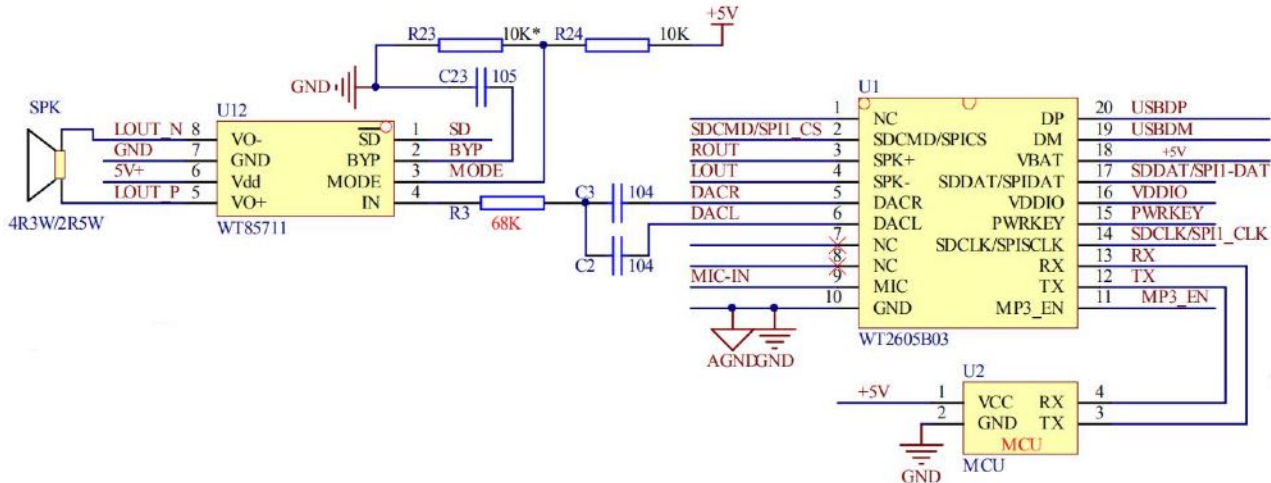 +5V
R23 10K* R24 10K
GND
C23 105
U1
SPK U12
LOUT_N 8 VO- SD 1 SD
GND 7 GND BYP 2 BYP
5V+ 6 Vdd MODE 3 MODE
LOUT_P 5 VO+ IN 4
4R3W/2R5W WT85711
R3 68K
C3 104
C2 104
1 NC DP 20 USBDP
SDCMD/SPI1_CS 2 SDCMD/SPICS DM 19 USBDM
ROUT 3 SPK+ VBAT 18 +5V
LOUT 4 SPK- SDDAT/SPIDAT 17 SDDAT/SPI1-DAT
DACR 5 DACR VDDIO 16 VDDIO
DACL 6 DACL PWRKEY 15 PWRKEY
7 NC SDCLK/SPISCLK 14 SDCLK/SPI1_CLK
8 NC RX 13 RX
MIC-IN 9 MIC TX 12 TX
10 GND MP3_EN 11 MP3_EN
AGND GND
WT2605B03
U2
+5V 1 VCC RX 4
2 GND TX 3
MCU
GND MCU